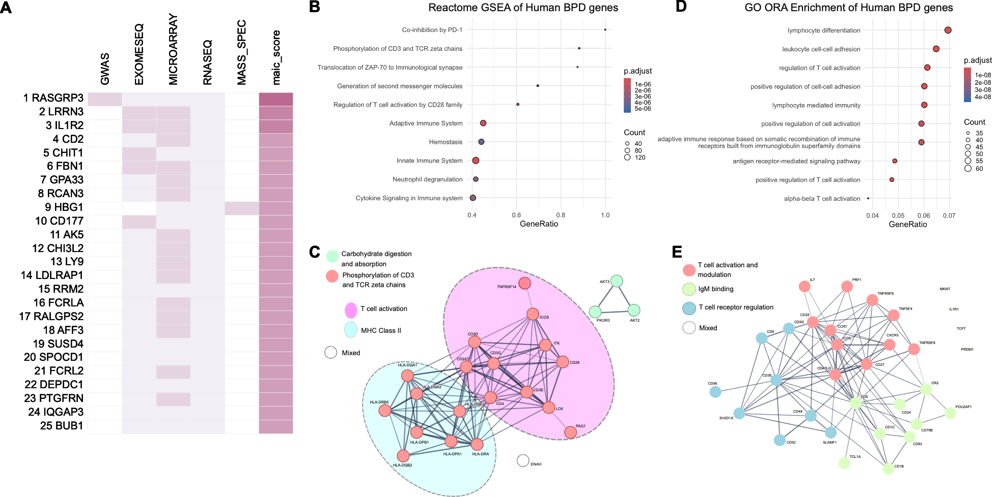 A
GWAS
EXOMESEQ
MICROARRAY
RNASEQ
MASS_SPEC
maic_score
1 RASGRP3
2 LRRN3
3 IL1R2
4 CD2
5 CHIT1
6 FBN1
7 GPA33
8 RCAN3
9 HBG1
10 CD177
11 AK5
12 CHI3L2
13 LY9
14 LDLRAP1
15 RRM2
16 FCRLA
17 RALGPS2
18 AFF3
19 SUSD4
20 SPOCD1
21 FCRL2
22 DEPDC1
23 PTGFRN
24 IQGAP3
25 BUB1
B
Reactome GSEA of Human BPD genes
Co-inhibition by PD-1
Phosphorylation of CD3 and TCR zeta chains
Translocation of ZAP-70 to Immunological synapse
Generation of second messenger molecules
Regulation of T cell activation by CD28 family
Adaptive Immune System
Hemostasis
Innate Immune System
Neutrophil degranulation
Cytokine Signaling in Immune system
0.4
0.6
0.8
1.0
GeneRatio
p.adjust
1e-06
2e-06
3e-06
4e-06
5e-06
Count
40
80
120
D
GO ORA Enrichment of Human BPD genes
lymphocyte differentiation
leukocyte cell-cell adhesion
regulation of T cell activation
positive regulation of cell-cell adhesion
lymphocyte mediated immunity
positive regulation of cell activation
adaptive immune response based on somatic recombination of immune
receptors built from immunoglobulin superfamily domains
antigen receptor-mediated signaling pathway
positive regulation of T cell activation
alpha-beta T cell activation
0.04
0.05
0.06
0.07
GeneRatio
p.adjust
1e-08
2e-08
3e-08
4e-08
Count
35
40
45
50
55
60
C
Carbohydrate digestion
and absorption
Phosphorylation of CD3
and TCR zeta chains
T cell activation
MHC Class II
Mixed
TNFRSF14
ICOS
CD3D
ITK
CD3G
CD247
CD28
HLA-DQA1
HLA-DQA2
CD3E
HLA-DRB5
HLA-DQB1
CD4
LCK
PAG1
HLA-DPB1
HLA-DPA1
HLA-DRA
HLA-DQB2
ENAH
AKT3
PIK3R3
AKT2
E
T cell activation and
modulation
IgM binding
T cell receptor regulation
Mixed
IL7
PRF1
MKI67
TNFRSF9
IL1R1
TNFSF4
CD28
CD3G
CCR7
TCF7
CD6
ICOS
CXCR5
TNFRSF8
PRDM1
CD40LG
CD27
CD3E
CD96
CR2
CD5
POU2AF1
CD48
CD24
SH2D1A
CD79B
CD1C
CD52
SLAMF1
CD83
TCL1A
CD1B